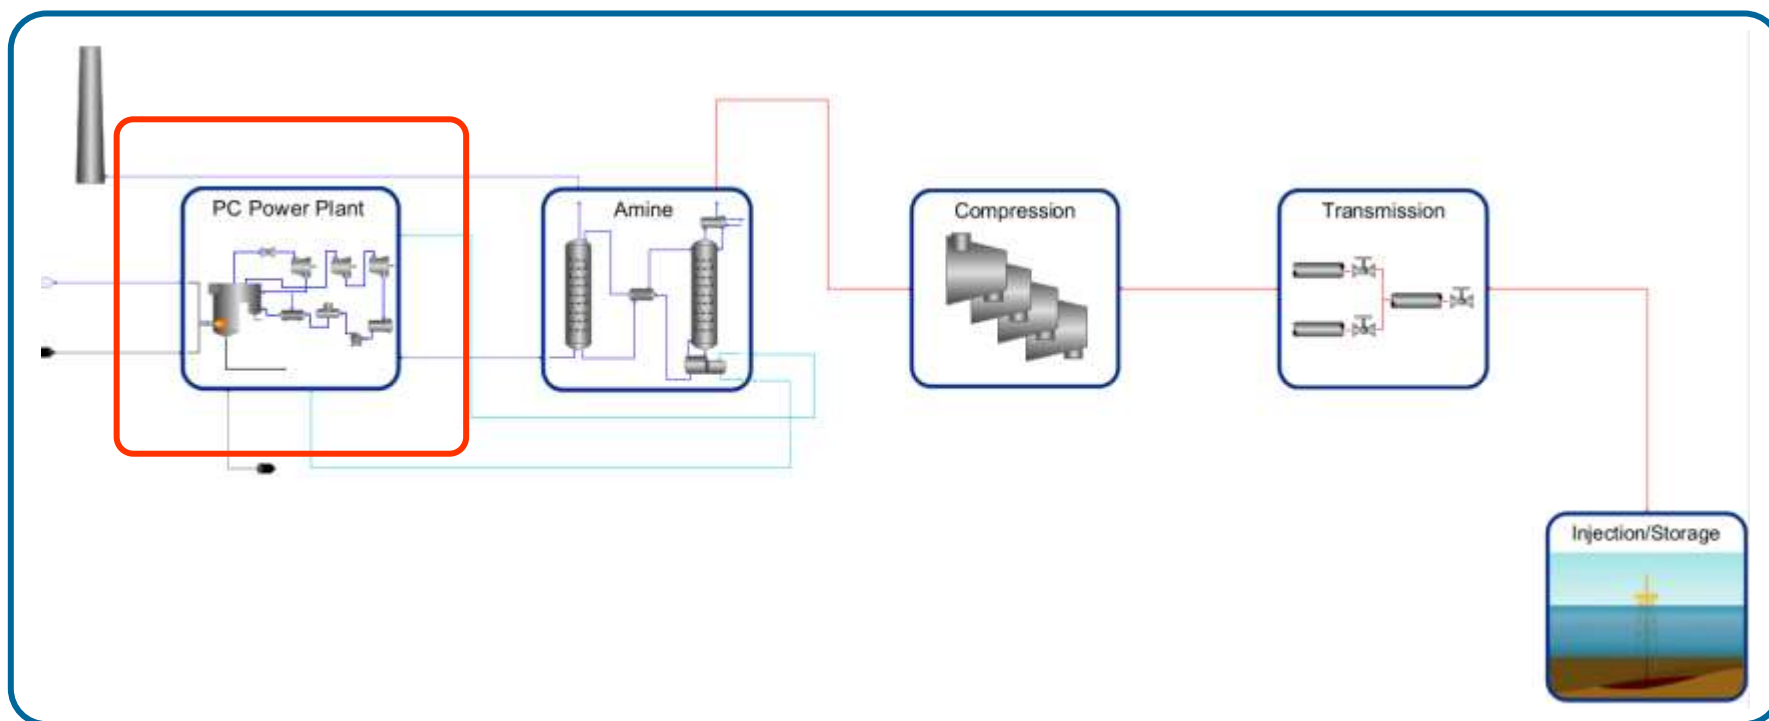 PC Power Plant
Amine
Compression
Transmission
Injection/Storage